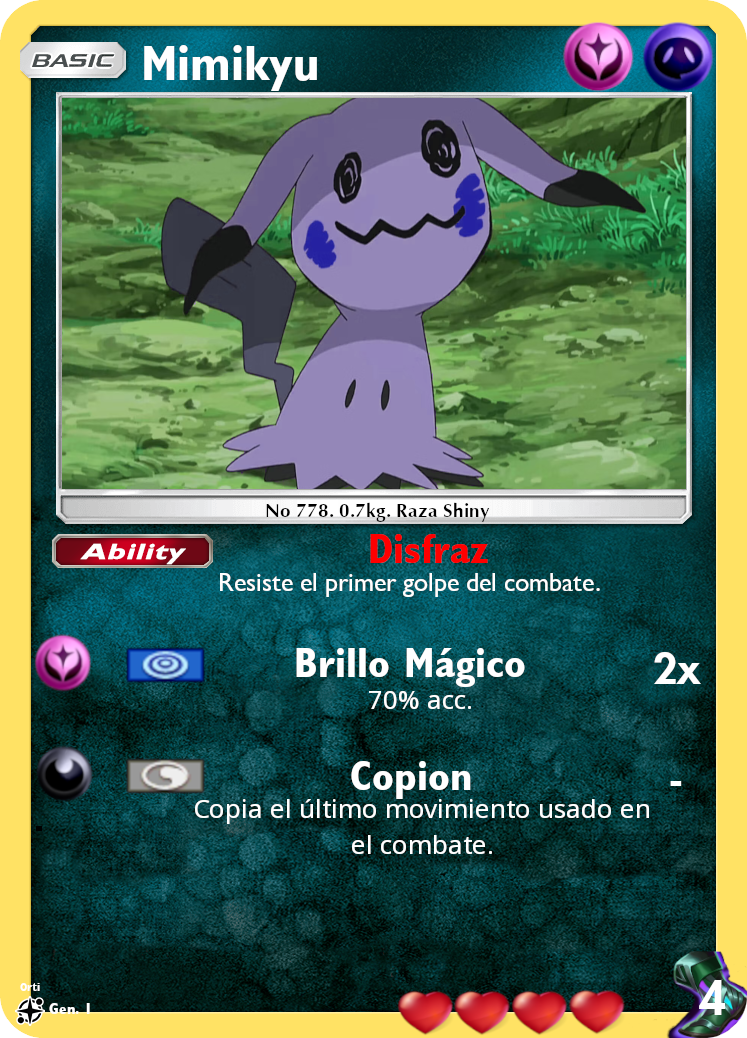 BASIC Mimikyu
No 778. 0.7kg. Raza Shiny
Ability Disfraz
Resiste el primer golpe del combate.
Brillo Mágico 2x
70% acc.
Copion -
Copia el último movimiento usado en
el combate.
Orti
Gen. I
4